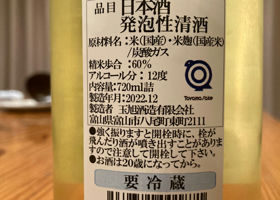 品目 日本酒
発泡性清酒
原材料名:米(国産)・米麹(国産米)
/炭酸ガス
精米歩合:60%
アルコール分:12度
内容量:720ml詰
製造年月:2022.12
製造者:玉旭酒造有限会社
富山県富山市八尾町東町2111
●強く振りますと開栓時に、栓が
飛んだり酒が噴き出すことがあり
ますので注意して開栓して下さい。
●お酒は20歳になってから。
要冷蔵